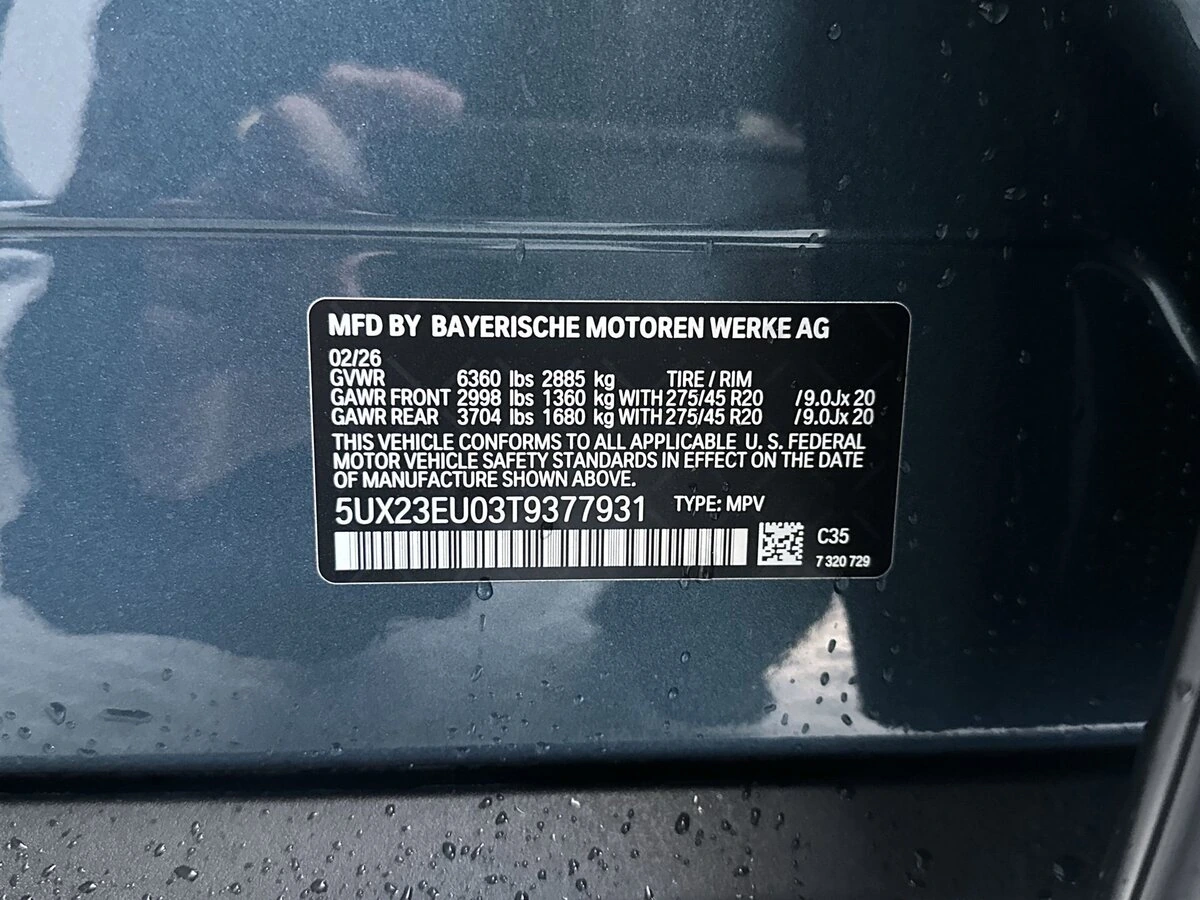 MFD BY BAYERISCHE MOTOREN WERKE AG
02/26
GVWR 6360 lbs 2885 kg TIRE / RIM
GAWR FRONT 2998 lbs 1360 kg WITH 275/45 R20 /9.0Jx 20
GAWR REAR 3704 lbs 1680 kg WITH 275/45 R20 /9.0Jx 20
THIS VEHICLE CONFORMS TO ALL APPLICABLE U. S. FEDERAL
MOTOR VEHICLE SAFETY STANDARDS IN EFFECT ON THE DATE
OF MANUFACTURE SHOWN ABOVE.
5UX23EU03T9377931 TYPE: MPV
C35
7 320 729